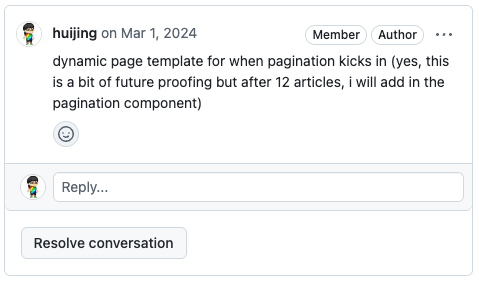 huijing on Mar 1, 2024 Member Author
dynamic page template for when pagination kicks in (yes, this
is a bit of future proofing but after 12 articles, i will add in the
pagination component)
Reply...
Resolve conversation